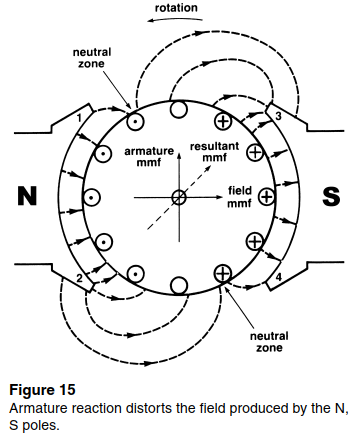 rotation
neutral
zone
1
3
armature
mmf
resultant
mmf
N
field
mmf
S
2
4
neutral
zone
Figure 15
Armature reaction distorts the field produced by the N,
S poles.